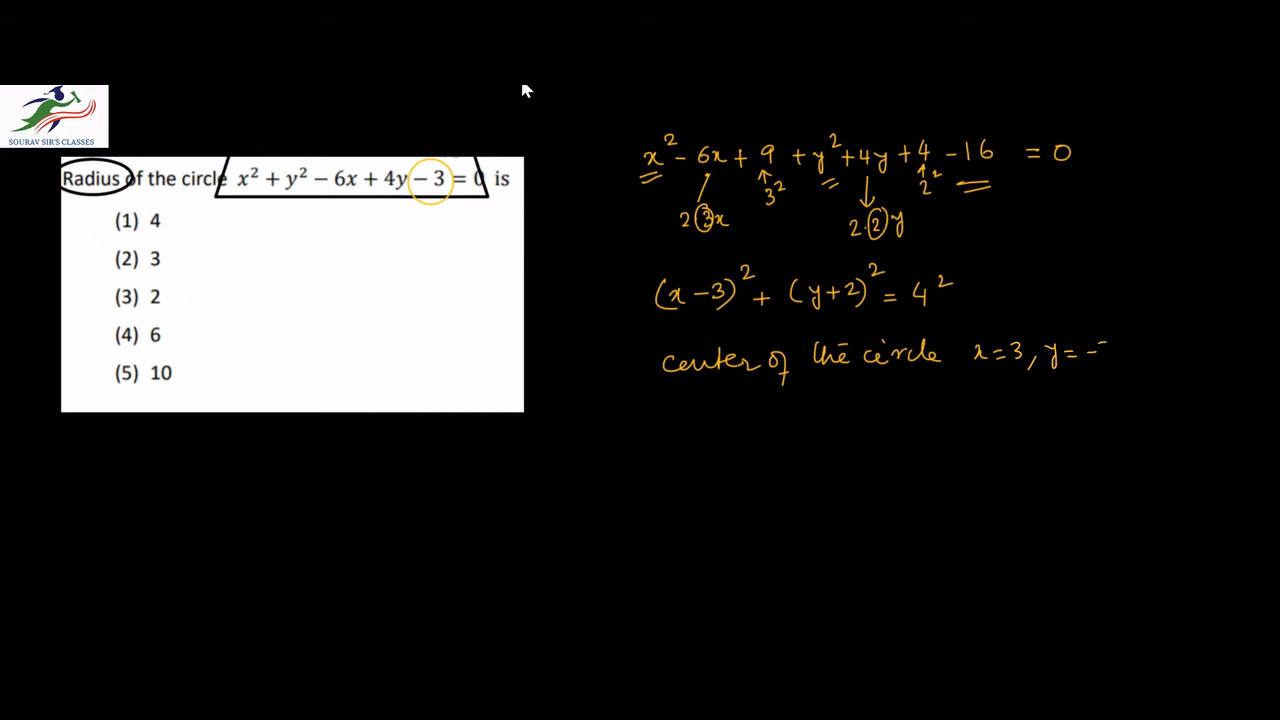 SOURAV SIR'S CLASSES
Radius of the circle x² + y² − 6x + 4y − 3 = 0 is
(1) 4
(2) 3
(3) 2
(4) 6
(5) 10
x² - 6x + 9 + y² + 4y + 4 - 16 = 0
3² 2²
2 3x 2·2y
(x - 3)² + (y + 2)² = 4²
center of the circle x = 3, y = -